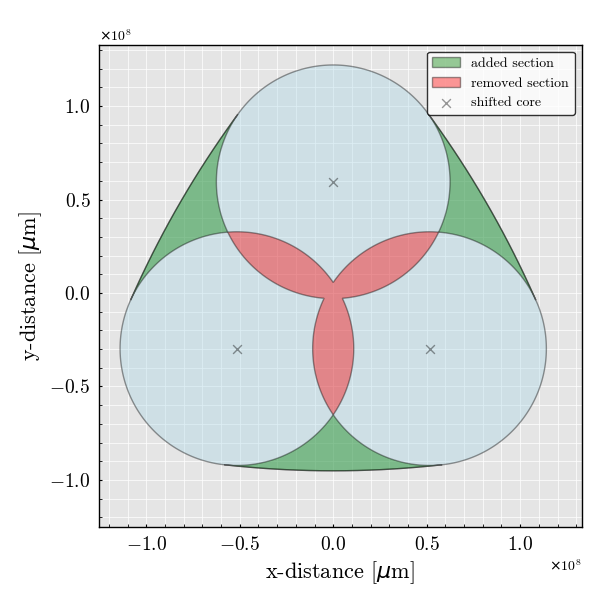 ×10⁸
added section
removed section
shifted core
1.0
0.5
0.0
−0.5
−1.0
y-distance [μm]
−1.0 −0.5 0.0 0.5 1.0
×10⁸
x-distance [μm]